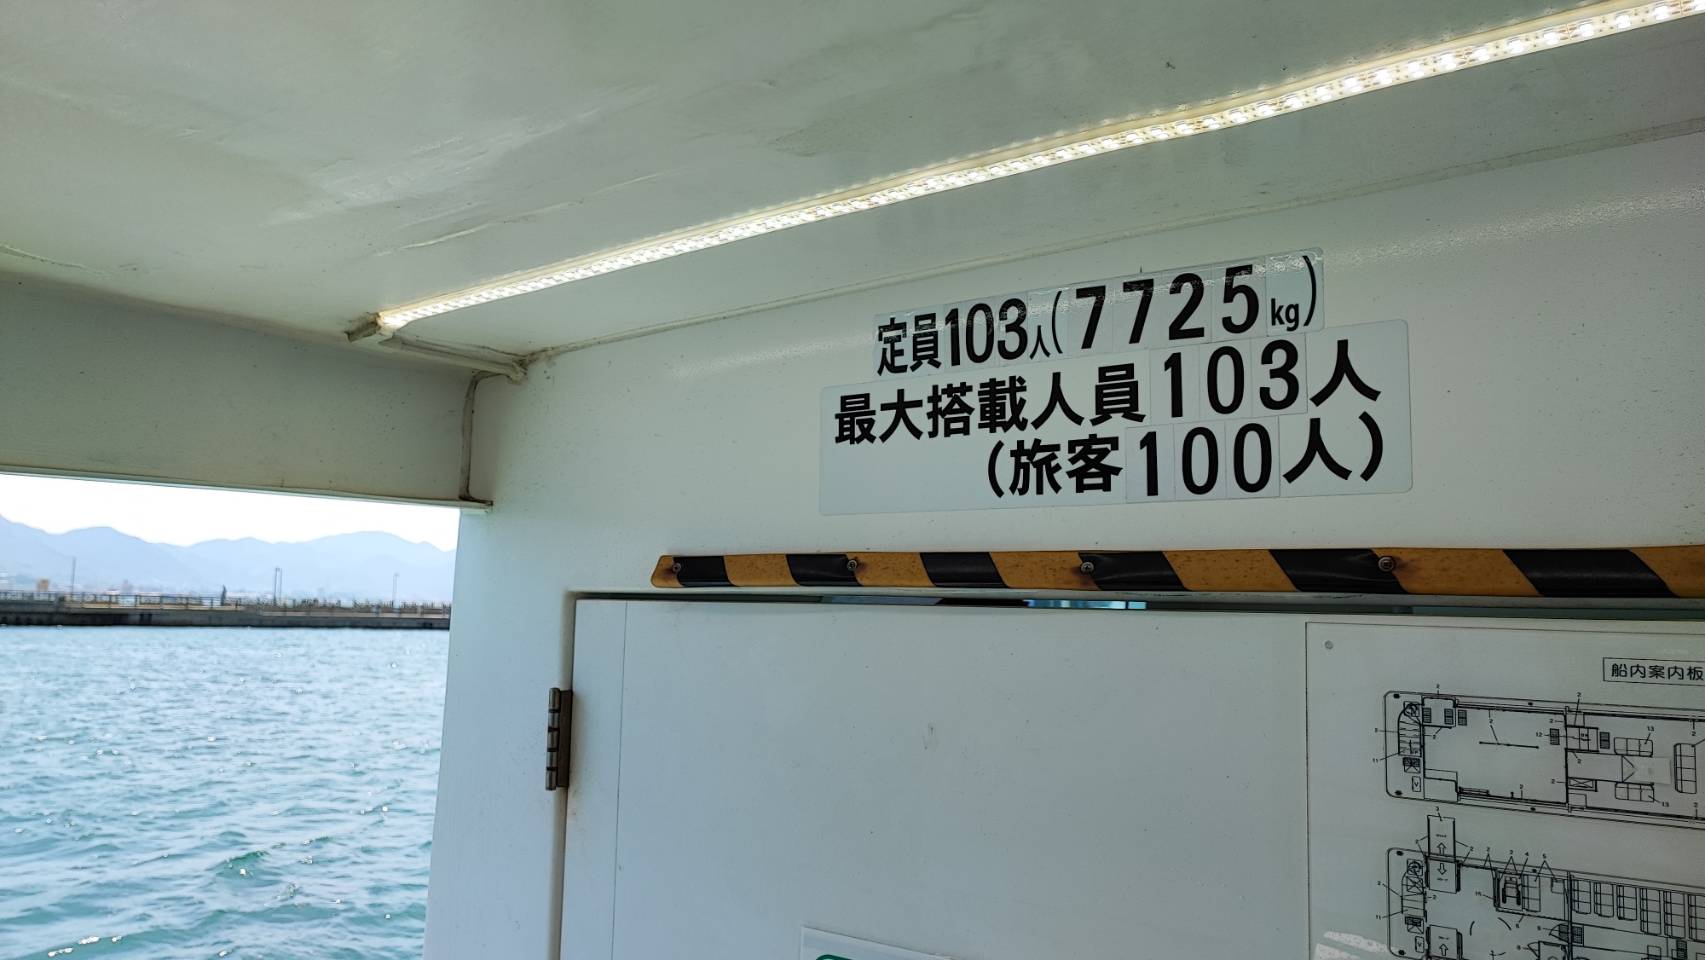 定員103人(7725kg)
最大搭載人員103人
(旅客100人)
船内案内板